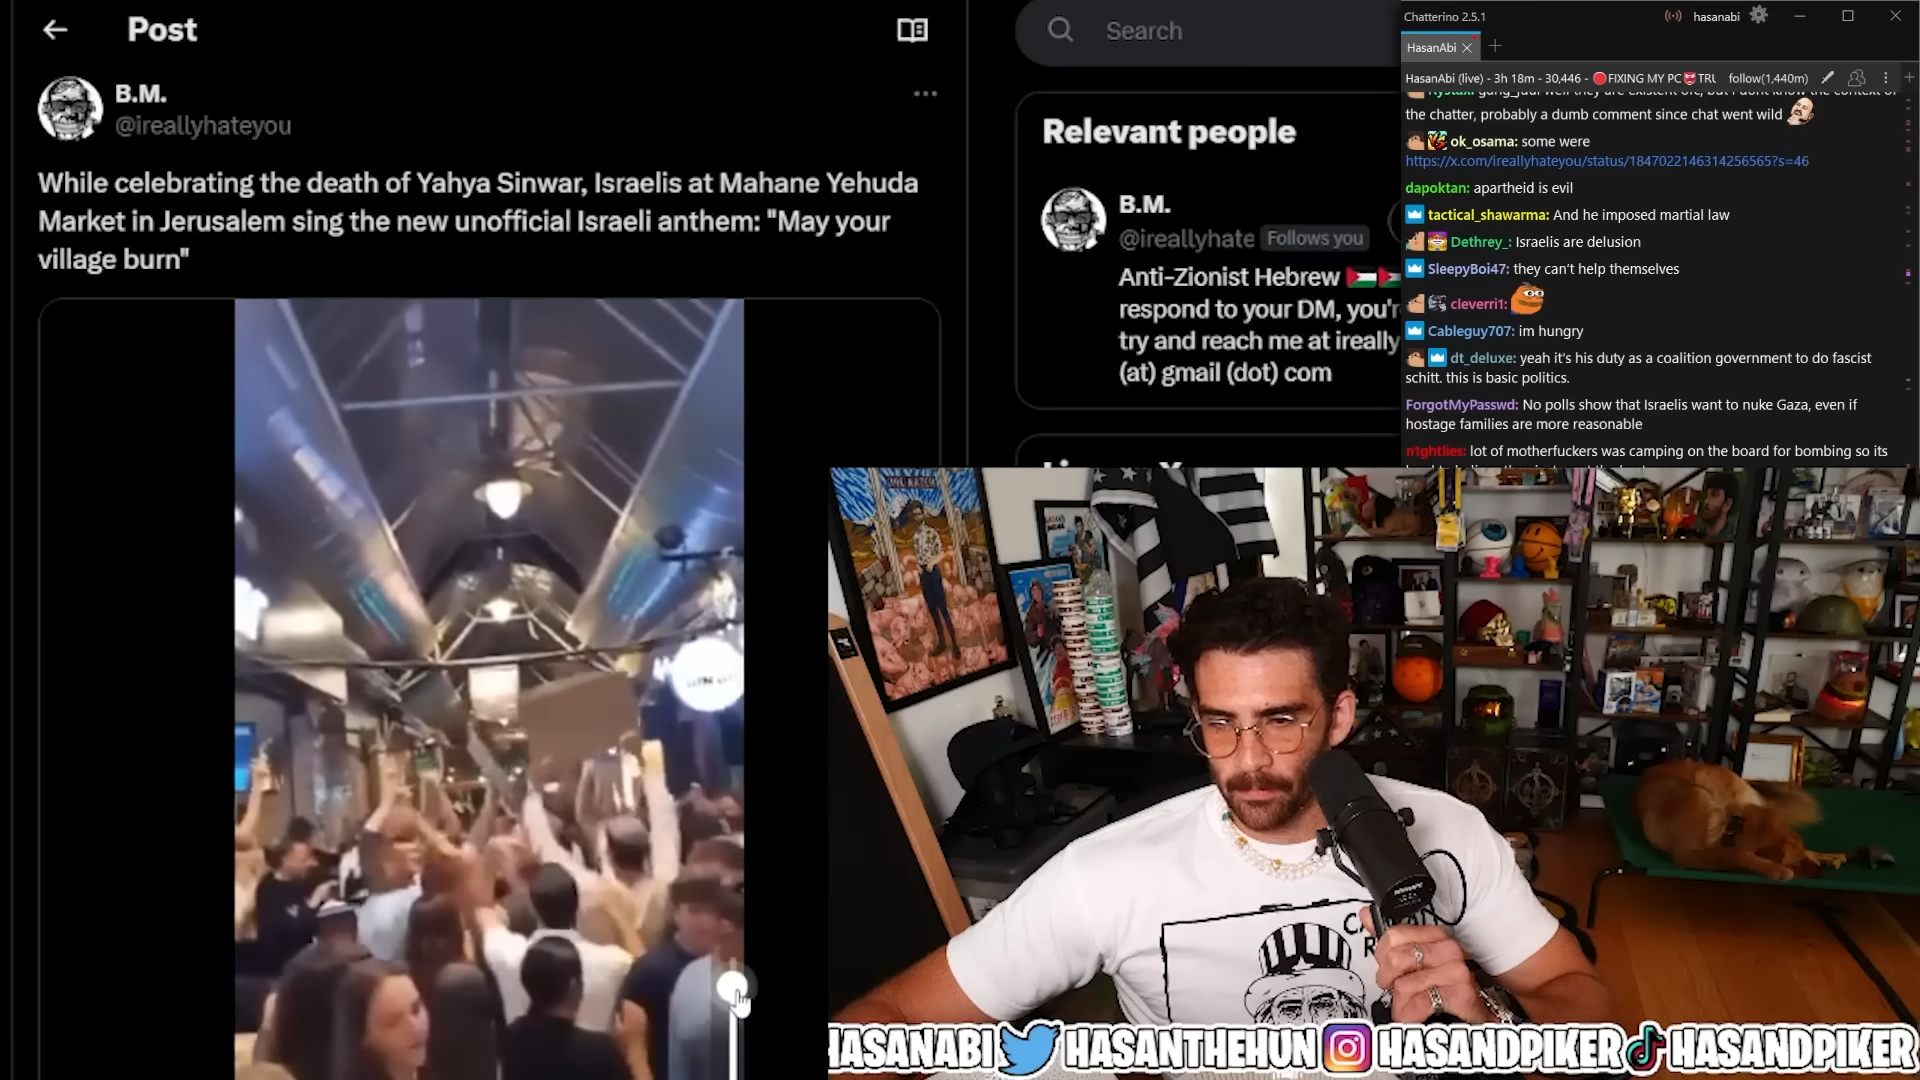 Post
B.M.
@ireallyhateyou
While celebrating the death of Yahya Sinwar, Israelis at Mahane Yehuda
Market in Jerusalem sing the new unofficial Israeli anthem: "May your
village burn"
Search
Relevant people
B.M.
@ireallyhate Follows you
Anti-Zionist Hebrew
respond to your DM, you'r
try and reach me at ireally
(at) gmail (dot) com
Chatterino 2.5.1
hasanabi
HasanAbi
HasanAbi (live) - 3h 18m - 30,446 - FIXING MY PC TRU follow(1,440m)
the chatter, probably a dumb comment since chat went wild
ok_osama: some were
https://x.com/ireallyhateyou/status/1847022146314256565?s=46
dapoktan: apartheid is evil
tactical_shawarma: And he imposed martial law
Dethrey_: Israelis are delusion
SleepyBoi47: they can't help themselves
cleverri1:
Cableguy707: im hungry
dt_deluxe: yeah it's his duty as a coalition government to do fascist
schitt. this is basic politics.
ForgotMyPasswd: No polls show that Israelis want to nuke Gaza, even if
hostage families are more reasonable
n1ghtlies: lot of motherfuckers was camping on the board for bombing so its
HASANABI HASANTHEHUN HASANDPIKER HASANDPIKER